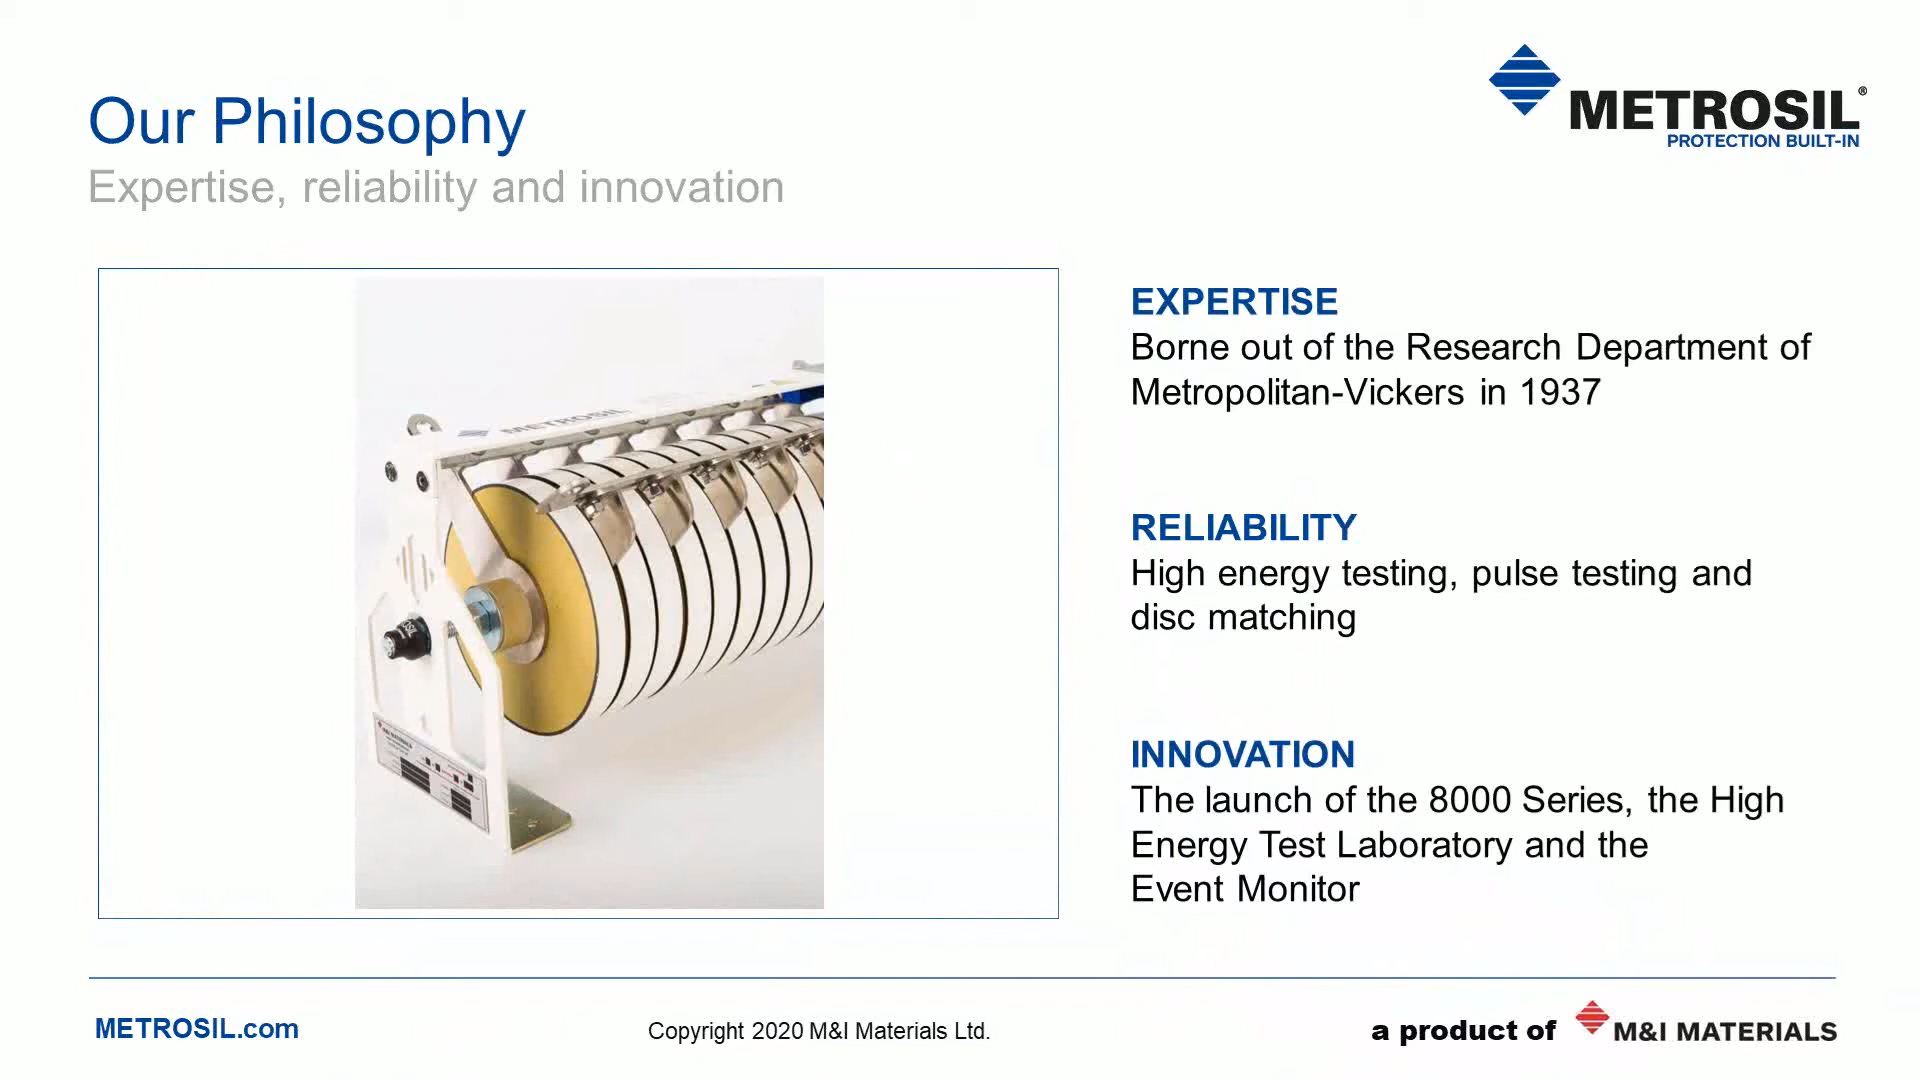 Our Philosophy
Expertise, reliability and innovation
METROSIL®
PROTECTION BUILT-IN
METROSIL
EXPERTISE
Borne out of the Research Department of
Metropolitan-Vickers in 1937
RELIABILITY
High energy testing, pulse testing and
disc matching
INNOVATION
The launch of the 8000 Series, the High
Energy Test Laboratory and the
Event Monitor
METROSIL.com
Copyright 2020 M&I Materials Ltd.
a product of
M&I MATERIALS